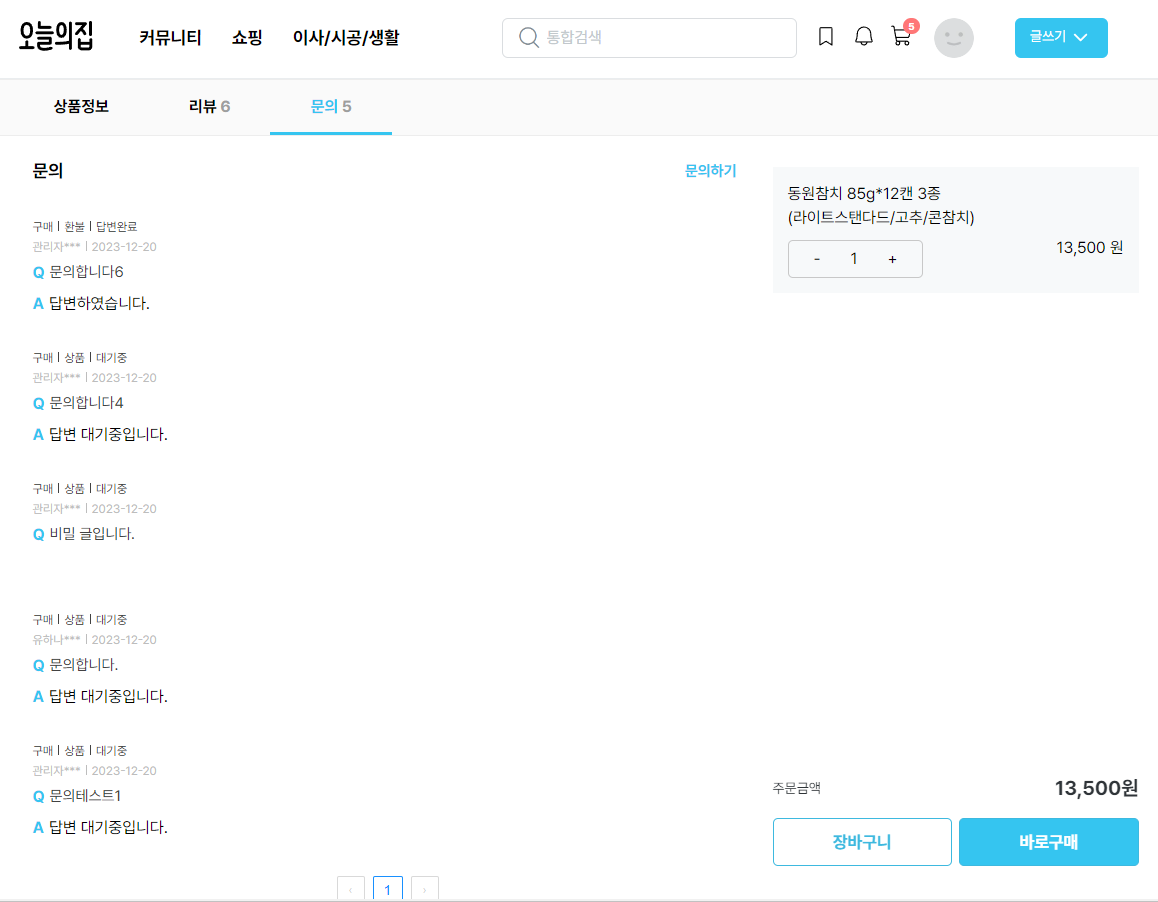 오늘의집 커뮤니티 쇼핑 이사/시공/생활 통합검색 5 글쓰기
상품정보 리뷰 6 문의 5
문의 문의하기
구매 | 환불 | 답변완료
관리자*** | 2023-12-20
Q 문의합니다6
A 답변하였습니다.
구매 | 상품 | 대기중
관리자*** | 2023-12-20
Q 문의합니다4
A 답변 대기중입니다.
구매 | 상품 | 대기중
관리자*** | 2023-12-20
Q 비밀 글입니다.
구매 | 상품 | 대기중
유하나*** | 2023-12-20
Q 문의합니다.
A 답변 대기중입니다.
구매 | 상품 | 대기중
관리자*** | 2023-12-20
Q 문의테스트1
A 답변 대기중입니다.
‹ 1 ›
동원참치 85g*12캔 3종
(라이트스탠다드/고추/콘참치)
- 1 + 13,500 원
주문금액 13,500원
장바구니 바로구매